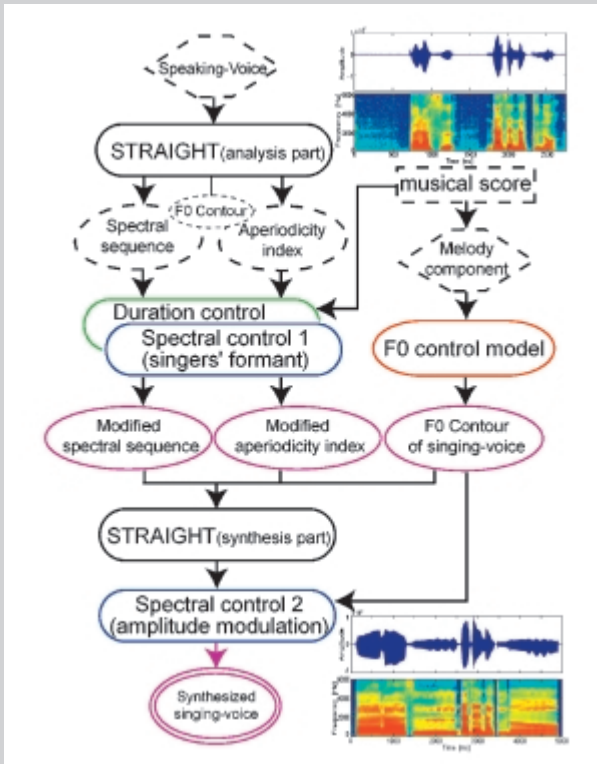 Speaking-Voice
STRAIGHT(analysis part)
musical score
F0 Contour
Spectral
sequence
Aperiodicity
index
Melody
component
Duration control
Spectral control 1
(singers' formant)
F0 control model
Modified
spectral sequence
Modified
aperiodicity index
F0 Contour
of singing-voice
STRAIGHT(synthesis part)
Spectral control 2
(amplitude modulation)
Synthesized
singing-voice
Amplitude
Amplitude